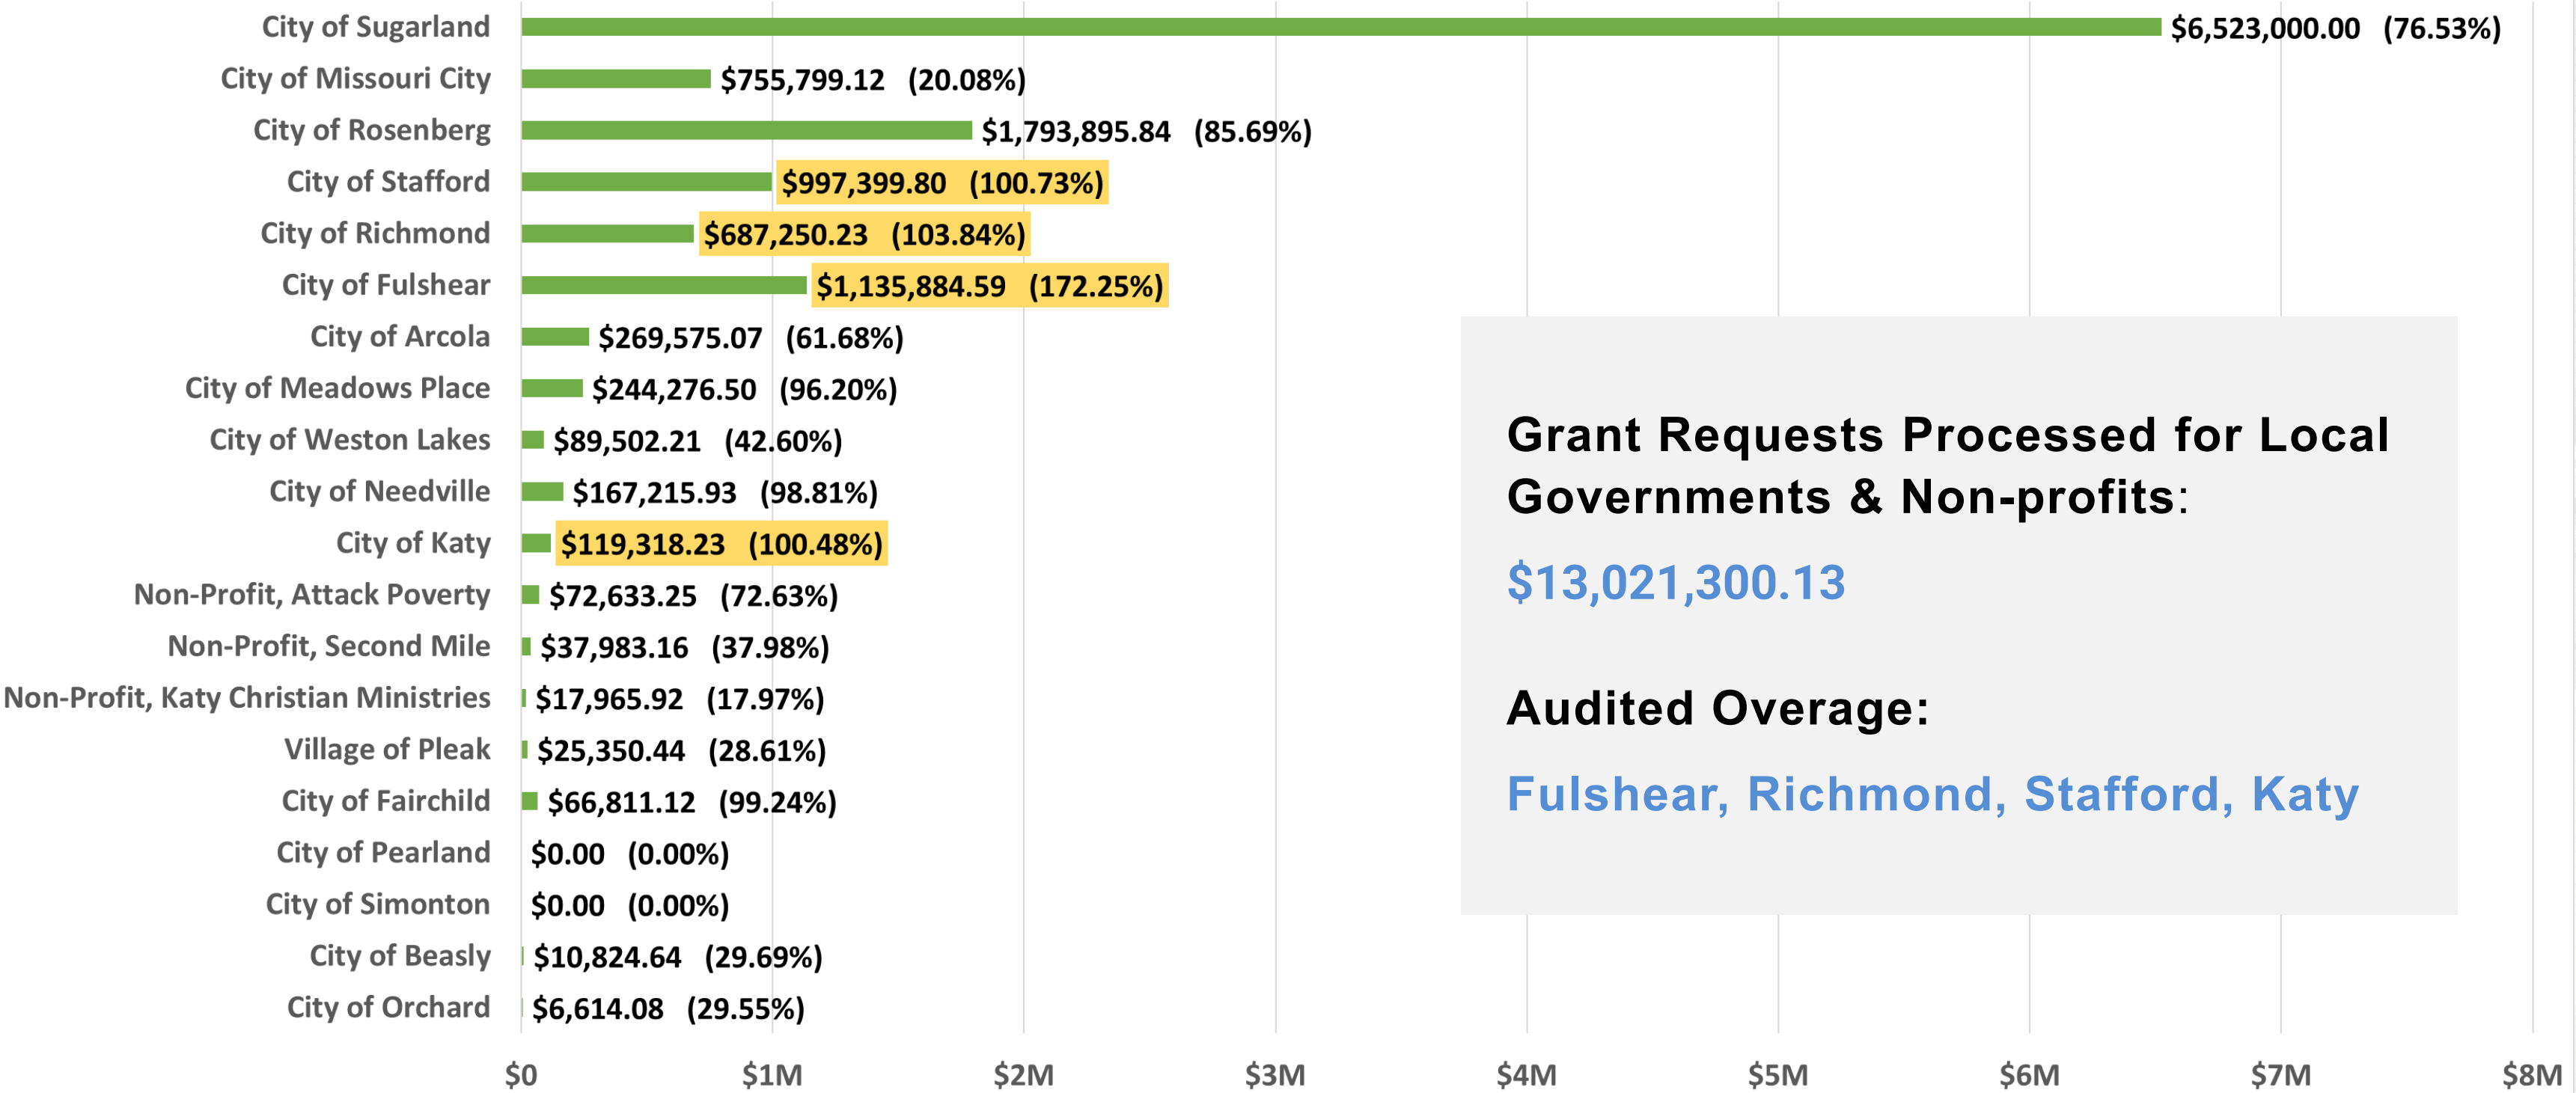 City of Sugarland $6,523,000.00 (76.53%)
City of Missouri City $755,799.12 (20.08%)
City of Rosenberg $1,793,895.84 (85.69%)
City of Stafford $997,399.80 (100.73%)
City of Richmond $687,250.23 (103.84%)
City of Fulshear $1,135,884.59 (172.25%)
City of Arcola $269,575.07 (61.68%)
City of Meadows Place $244,276.50 (96.20%)
City of Weston Lakes $89,502.21 (42.60%)
City of Needville $167,215.93 (98.81%)
City of Katy $119,318.23 (100.48%)
Non-Profit, Attack Poverty $72,633.25 (72.63%)
Non-Profit, Second Mile $37,983.16 (37.98%)
Non-Profit, Katy Christian Ministries $17,965.92 (17.97%)
Village of Pleak $25,350.44 (28.61%)
City of Fairchild $66,811.12 (99.24%)
City of Pearland $0.00 (0.00%)
City of Simonton $0.00 (0.00%)
City of Beasly $10,824.64 (29.69%)
City of Orchard $6,614.08 (29.55%)
$0 $1M $2M $3M $4M $5M $6M $7M $8M
Grant Requests Processed for Local
Governments & Non-profits:
$13,021,300.13
Audited Overage:
Fulshear, Richmond, Stafford, Katy